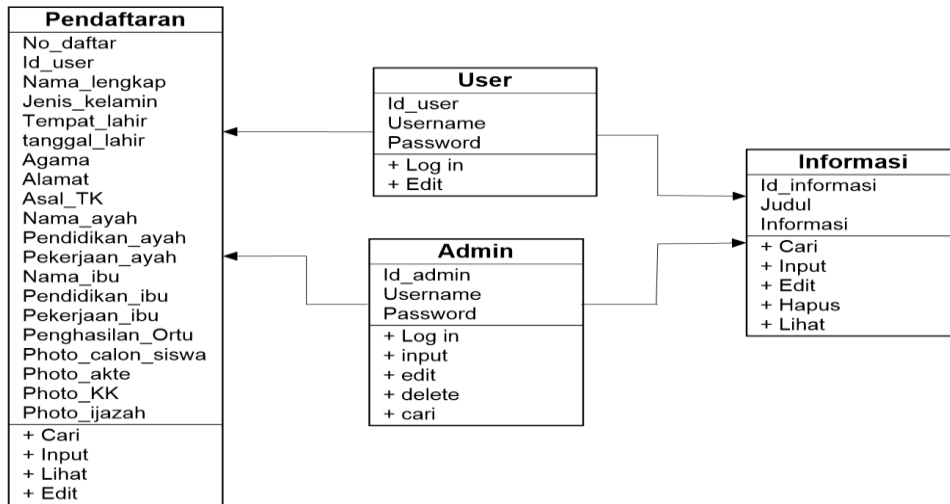 Pendaftaran
No_daftar
Id_user
Nama_lengkap
Jenis_kelamin
Tempat_lahir
tanggal_lahir
Agama
Alamat
Asal_TK
Nama_ayah
Pendidikan_ayah
Pekerjaan_ayah
Nama_ibu
Pendidikan_ibu
Pekerjaan_ibu
Penghasilan_Ortu
Photo_calon_siswa
Photo_akte
Photo_KK
Photo_ijazah
+ Cari
+ Input
+ Lihat
+ Edit
User
Id_user
Username
Password
+ Log in
+ Edit
Admin
Id_admin
Username
Password
+ Log in
+ input
+ edit
+ delete
+ cari
Informasi
Id_informasi
Judul
Informasi
+ Cari
+ Input
+ Edit
+ Hapus
+ Lihat